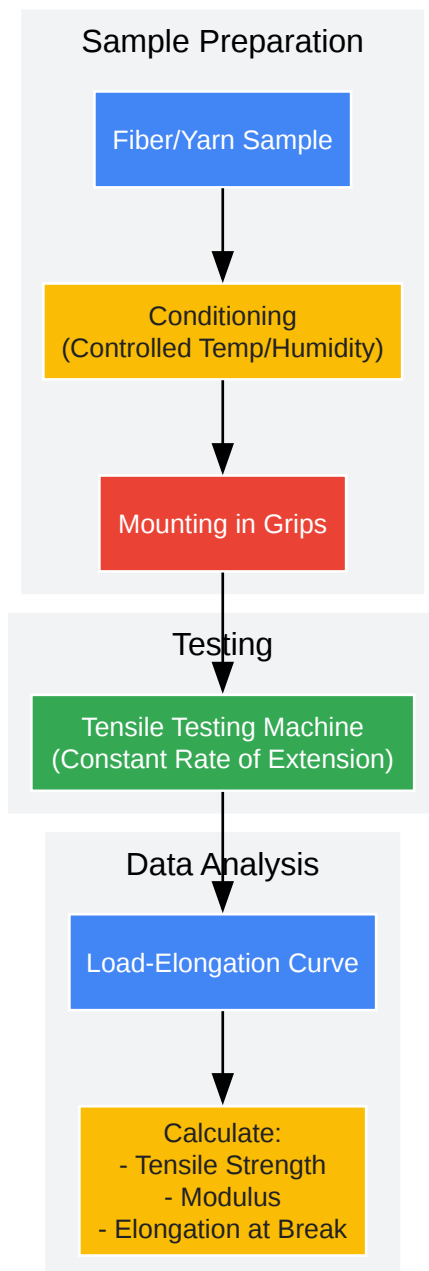 Sample Preparation
Fiber/Yarn Sample
Conditioning
(Controlled Temp/Humidity)
Mounting in Grips
Testing
Tensile Testing Machine
(Constant Rate of Extension)
Data Analysis
Load-Elongation Curve
Calculate:
- Tensile Strength
- Modulus
- Elongation at Break